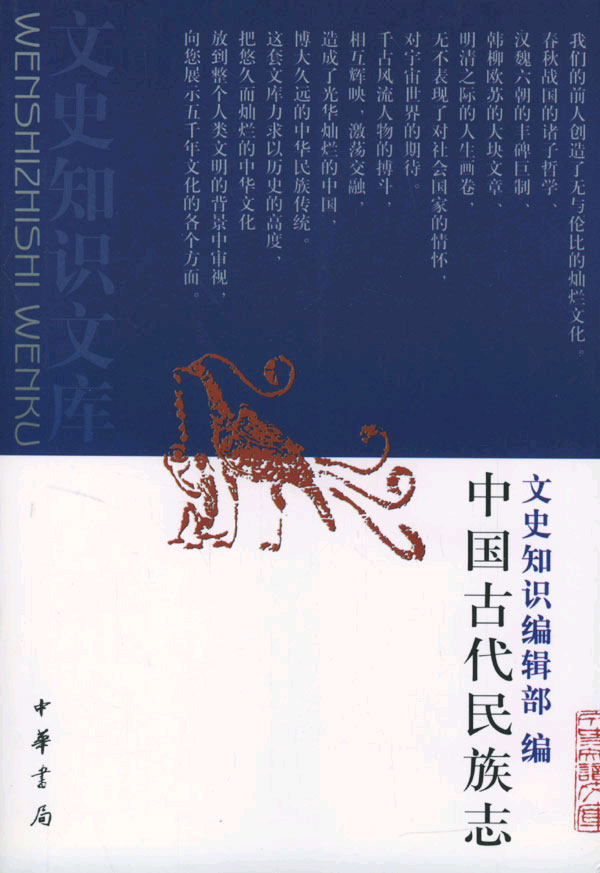 我们的前人创造了无与伦比的灿烂文化。
春秋战国的诸子哲学、
汉魏六朝的丰碑巨制、
韩柳欧苏的大块文章、
明清之际的人生画卷，
无不表现了对社会国家的情怀，
对宇宙世界的期待。
千古风流人物的搏斗，
相互辉映，激荡交融，
造成了光华灿烂的中国，
博大久远的中华民族传统。
这套文库力求以历史的高度，
把悠久而灿烂的中华文化
放到整个人类文明的背景中审视，
向您展示五千年文化的各个方面。
文史知识文库
WENSHIZHISHI WENKU
文史知识编辑部 编
中国古代民族志
中华书局